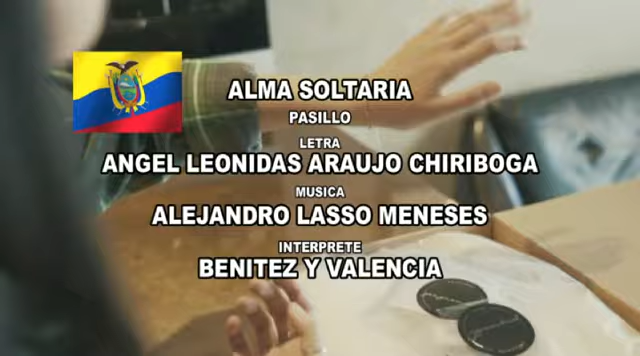 ALMA SOLTARIA
PASILLO
LETRA
ANGEL LEONIDAS ARAUJO CHIRIBOGA
MUSICA
ALEJANDRO LASSO MENESES
INTERPRETE
BENITEZ Y VALENCIA